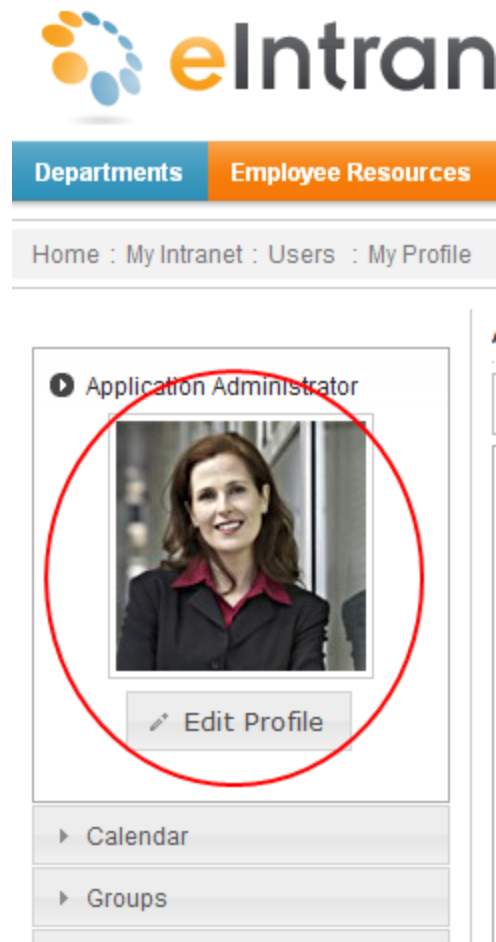 eIntran
Departments Employee Resources
Home : My Intranet : Users : My Profile
Application Administrator
Edit Profile
Calendar
Groups